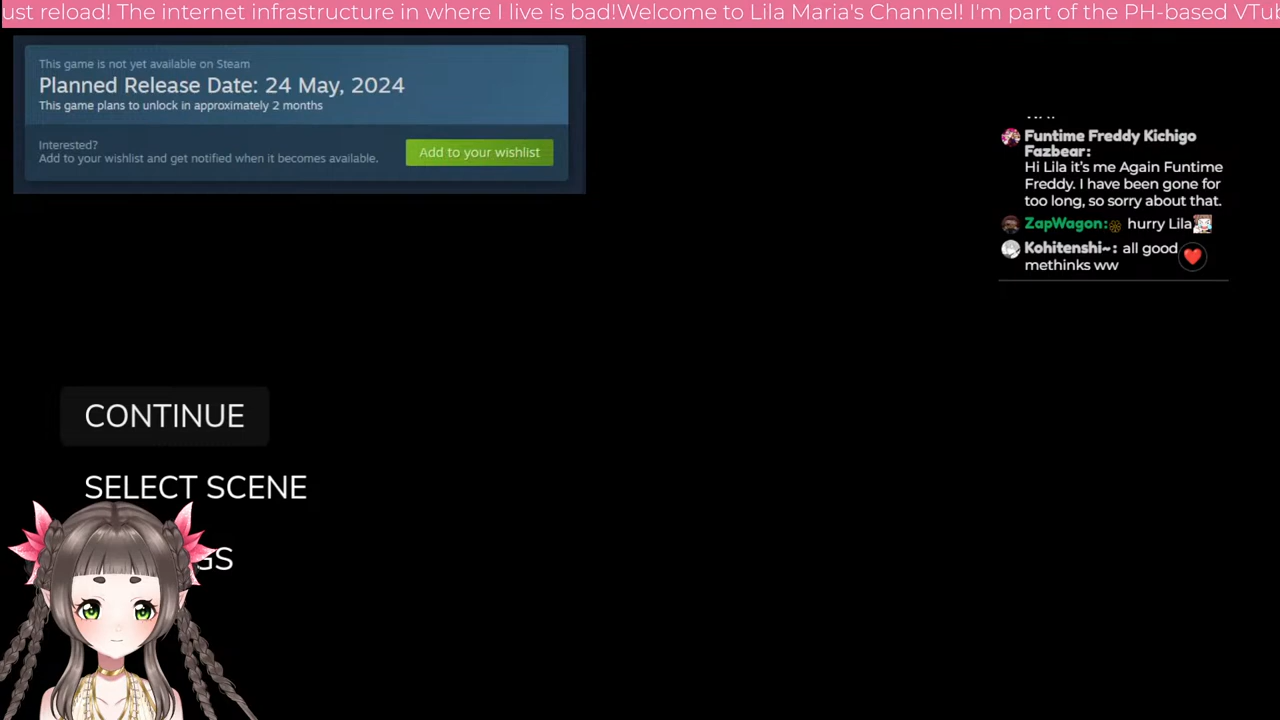 ust reload! The internet infrastructure in where I live is bad!Welcome to Lila Maria's Channel! I'm part of the PH-based VTub
This game is not yet available on Steam
Planned Release Date: 24 May, 2024
This game plans to unlock in approximately 2 months
Interested?
Add to your wishlist and get notified when it becomes available.
Add to your wishlist
Funtime Freddy Kichigo
Fazbear:
Hi Lila it's me Again Funtime
Freddy. I have been gone for
too long, so sorry about that.
ZapWagon: hurry Lila
Kohitenshi~: all good
methinks ww
CONTINUE
SELECT SCENE
GS